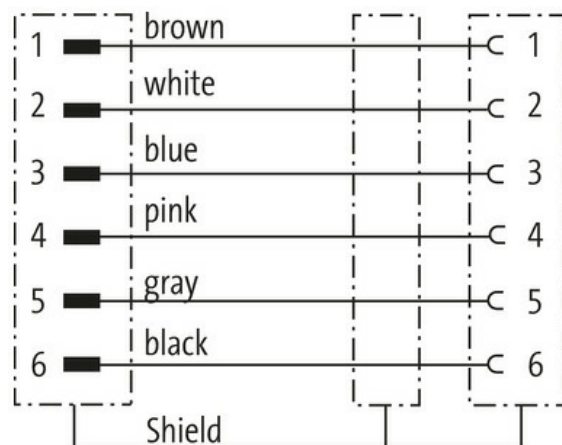 1 brown 1
2 white 2
3 blue 3
4 pink 4
5 gray 5
6 black 6
Shield